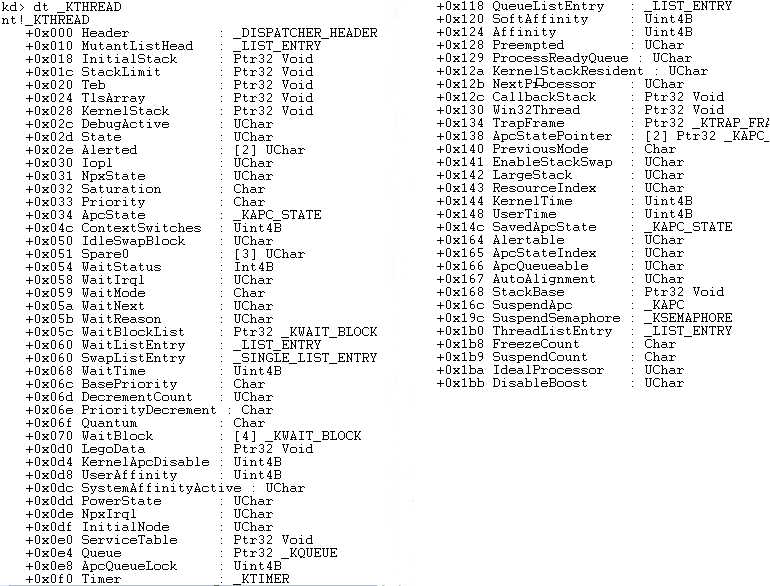 kd> dt _KTHREAD
nt!_KTHREAD
+0x000 Header : _DISPATCHER_HEADER
+0x010 MutantListHead : _LIST_ENTRY
+0x018 InitialStack : Ptr32 Void
+0x01c StackLimit : Ptr32 Void
+0x020 Teb : Ptr32 Void
+0x024 TlsArray : Ptr32 Void
+0x028 KernelStack : Ptr32 Void
+0x02c DebugActive : UChar
+0x02d State : UChar
+0x02e Alerted : [2] UChar
+0x030 Iopl : UChar
+0x031 NpxState : UChar
+0x032 Saturation : Char
+0x033 Priority : Char
+0x034 ApcState : _KAPC_STATE
+0x04c ContextSwitches : Uint4B
+0x050 IdleSwapBlock : UChar
+0x051 Spare0 : [3] UChar
+0x054 WaitStatus : Int4B
+0x058 WaitIrql : UChar
+0x059 WaitMode : Char
+0x05a WaitNext : UChar
+0x05b WaitReason : UChar
+0x05c WaitBlockList : Ptr32 _KWAIT_BLOCK
+0x060 WaitListEntry : _LIST_ENTRY
+0x060 SwapListEntry : _SINGLE_LIST_ENTRY
+0x068 WaitTime : Uint4B
+0x06c BasePriority : Char
+0x06d DecrementCount : UChar
+0x06e PriorityDecrement : Char
+0x06f Quantum : Char
+0x070 WaitBlock : [4] _KWAIT_BLOCK
+0x0d0 LegoData : Ptr32 Void
+0x0d4 KernelApcDisable : Uint4B
+0x0d8 UserAffinity : Uint4B
+0x0dc SystemAffinityActive : UChar
+0x0dd PowerState : UChar
+0x0de NpxIrql : UChar
+0x0df InitialNode : UChar
+0x0e0 ServiceTable : Ptr32 Void
+0x0e4 Queue : Ptr32 _KQUEUE
+0x0e8 ApcQueueLock : Uint4B
+0x0f0 Timer : _KTIMER
+0x118 QueueListEntry : _LIST_ENTRY
+0x120 SoftAffinity : Uint4B
+0x124 Affinity : Uint4B
+0x128 Preempted : UChar
+0x129 ProcessReadyQueue : UChar
+0x12a KernelStackResident : UChar
+0x12b NextProcessor : UChar
+0x12c CallbackStack : Ptr32 Void
+0x130 Win32Thread : Ptr32 Void
+0x134 TrapFrame : Ptr32 _KTRAP_FRA
+0x138 ApcStatePointer : [2] Ptr32 _KAPC_
+0x140 PreviousMode : Char
+0x141 EnableStackSwap : UChar
+0x142 LargeStack : UChar
+0x143 ResourceIndex : UChar
+0x144 KernelTime : Uint4B
+0x148 UserTime : Uint4B
+0x14c SavedApcState : _KAPC_STATE
+0x164 Alertable : UChar
+0x165 ApcStateIndex : UChar
+0x166 ApcQueueable : UChar
+0x167 AutoAlignment : UChar
+0x168 StackBase : Ptr32 Void
+0x16c SuspendApc : _KAPC
+0x19c SuspendSemaphore : _KSEMAPHORE
+0x1b0 ThreadListEntry : _LIST_ENTRY
+0x1b8 FreezeCount : Char
+0x1b9 SuspendCount : Char
+0x1ba IdealProcessor : UChar
+0x1bb DisableBoost : UChar